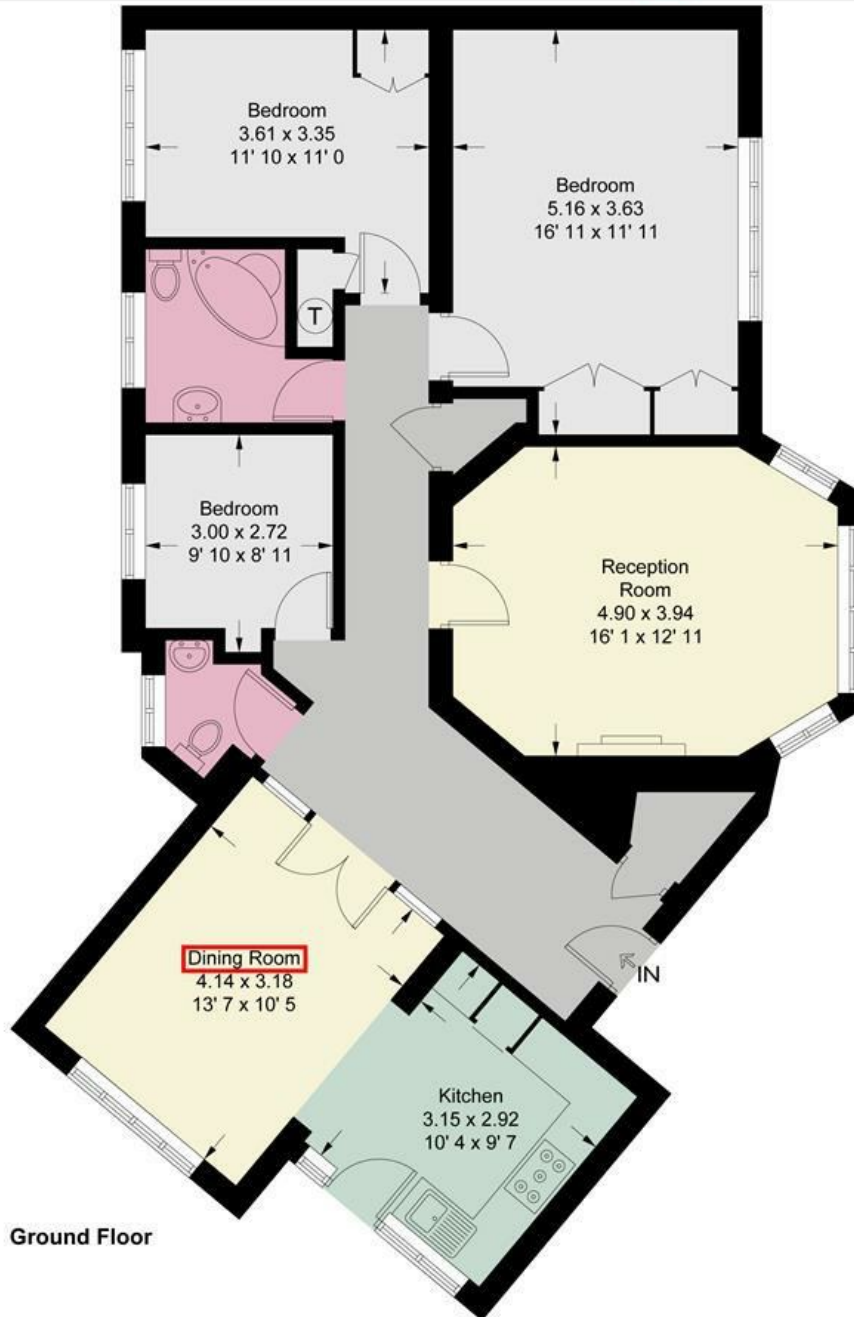 Bedroom
3.61 x 3.35
11' 10 x 11' 0
Bedroom
5.16 x 3.63
16' 11 x 11' 11
T
Bedroom
3.00 x 2.72
9' 10 x 8' 11
Reception
Room
4.90 x 3.94
16' 1 x 12' 11
Dining Room
4.14 x 3.18
13' 7 x 10' 5
IN
Kitchen
3.15 x 2.92
10' 4 x 9' 7
Ground Floor